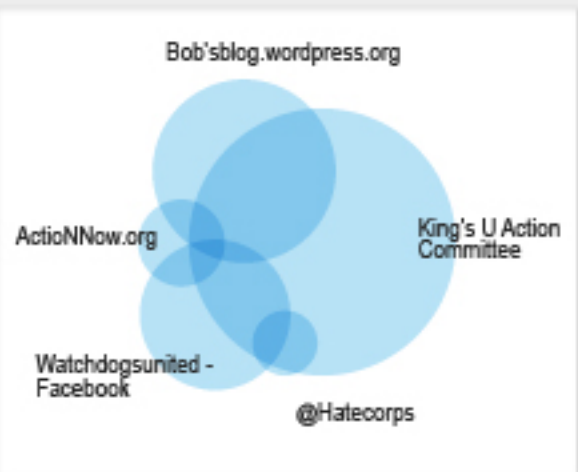 Bob'sblog.wordpress.org
ActioNNow.org
King's U Action
Committee
Watchdogsunited -
Facebook
@Hatecorps